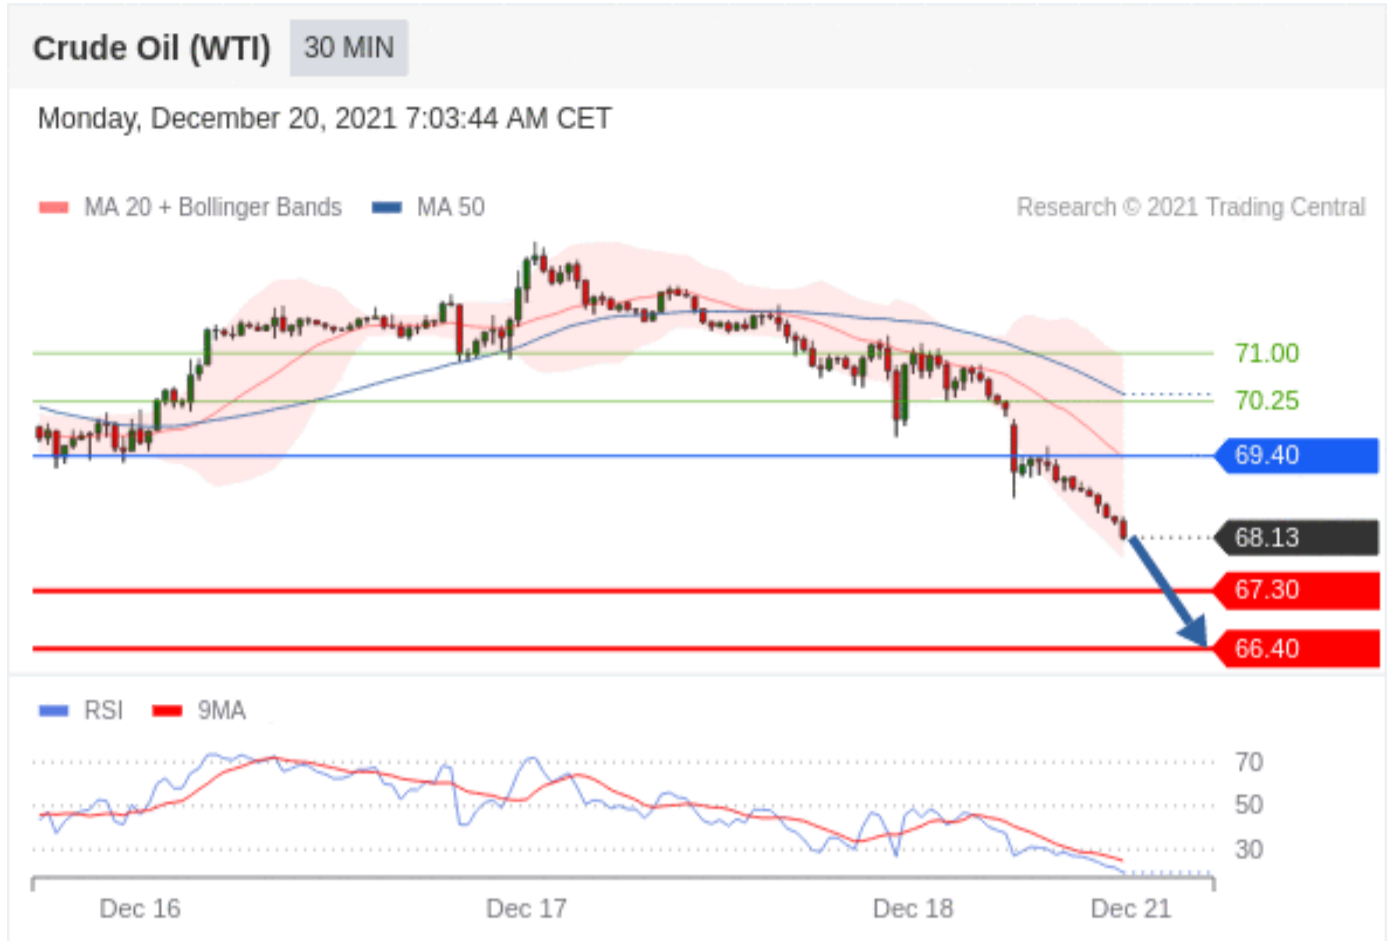 Crude Oil (WTI) 30 MIN
Monday, December 20, 2021 7:03:44 AM CET
MA 20 + Bollinger Bands MA 50 Research © 2021 Trading Central
71.00
70.25
69.40
68.13
67.30
66.40
RSI 9MA
70
50
30
Dec 16 Dec 17 Dec 18 Dec 21